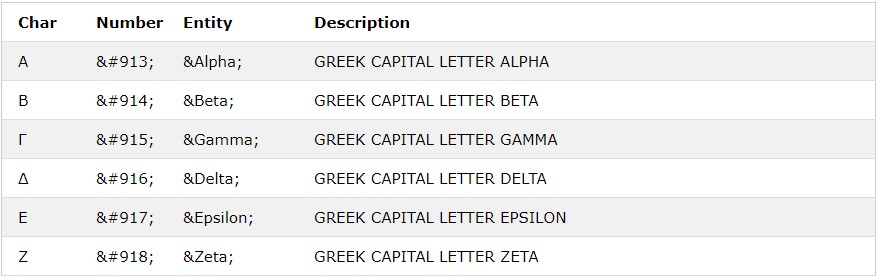 Char Number Entity Description
Α &#913; &Alpha; GREEK CAPITAL LETTER ALPHA
Β &#914; &Beta; GREEK CAPITAL LETTER BETA
Γ &#915; &Gamma; GREEK CAPITAL LETTER GAMMA
Δ &#916; &Delta; GREEK CAPITAL LETTER DELTA
Ε &#917; &Epsilon; GREEK CAPITAL LETTER EPSILON
Ζ &#918; &Zeta; GREEK CAPITAL LETTER ZETA